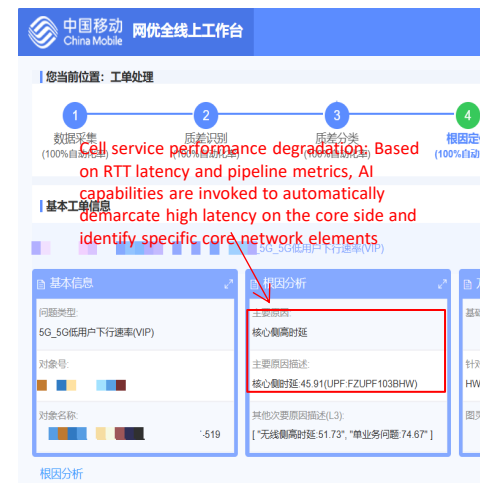 中国移动
China Mobile
网优全线上工作台
您当前位置：工单处理
1
2
3
4
数据采集
质差识别
质差分类
根因定
(100%自动化率)
(100%自动化率)
(100%自动化率)
(100%自动
Cell service performance degradation: Based
on RTT latency and pipeline metrics, AI
capabilities are invoked to automatically
demarcate high latency on the core side and
identify specific core network elements
基本工单信息
5G_5G低用户下行速率(VIP)
基本信息
根因分析
问题类型:
5G_5G低用户下行速率(VIP)
主要原因:
核心侧高时延
基础
对象号:
主要原因描述:
核心侧时延:45.91(UPF:FZUPF103BHW)
针对
HW
对象名称:
-519
其他次要原因描述(L3):
[ "无线侧高时延:51.73", "单业务问题:74.67" ]
图类
根因分析